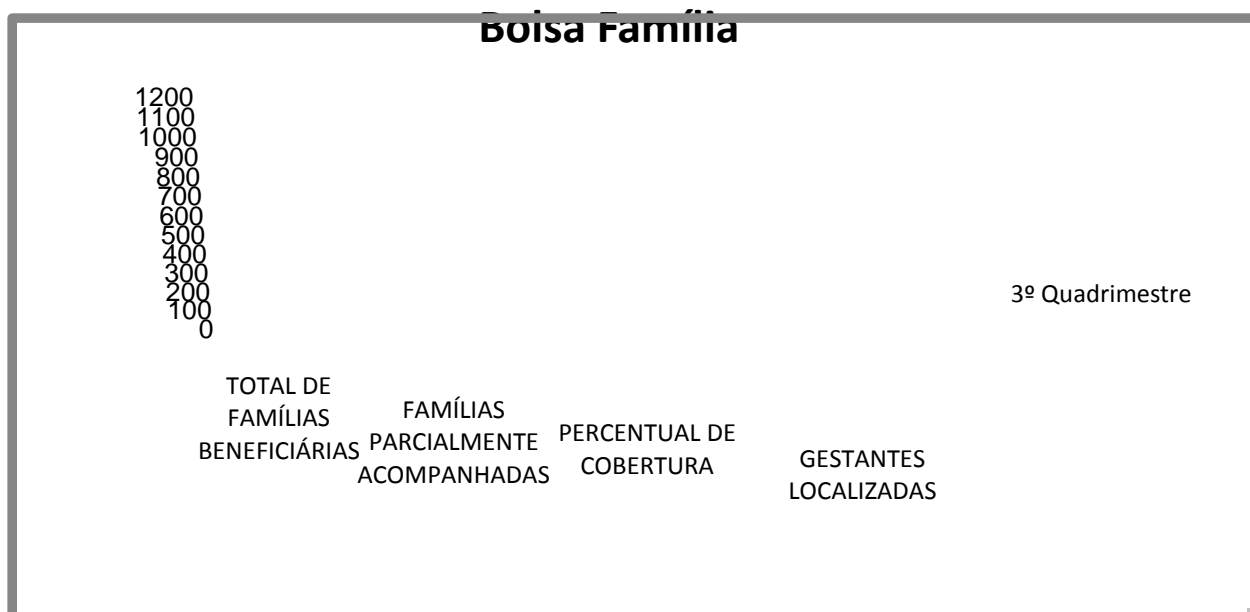 Bolsa Família
1200
1100
1000
900
800
700
600
500
400
300
200
100
0
3º Quadrimestre
TOTAL DE
FAMÍLIAS
BENEFICIÁRIAS
FAMÍLIAS
PARCIALMENTE
ACOMPANHADAS
PERCENTUAL DE
COBERTURA
GESTANTES
LOCALIZADAS